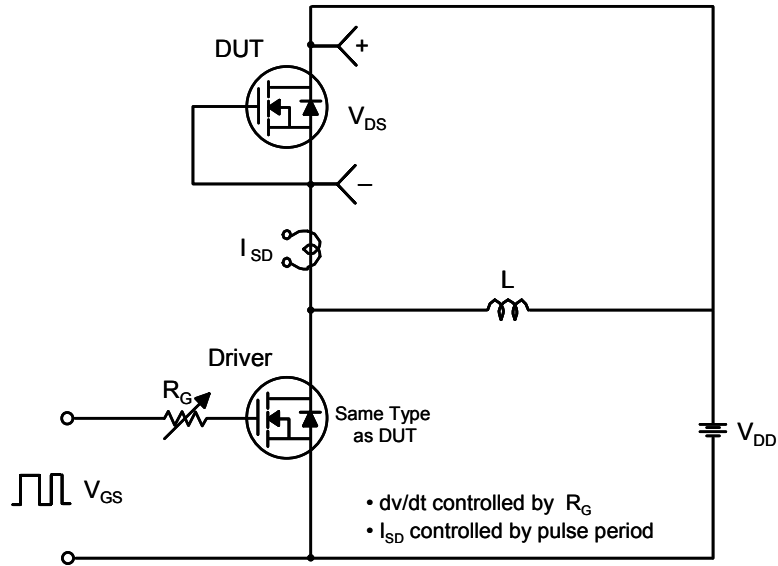 DUT
+
V_DS
–
I_SD
L
Driver
R_G
Same Type
as DUT
V_DD
V_GS
• dv/dt controlled by R_G
• I_SD controlled by pulse period